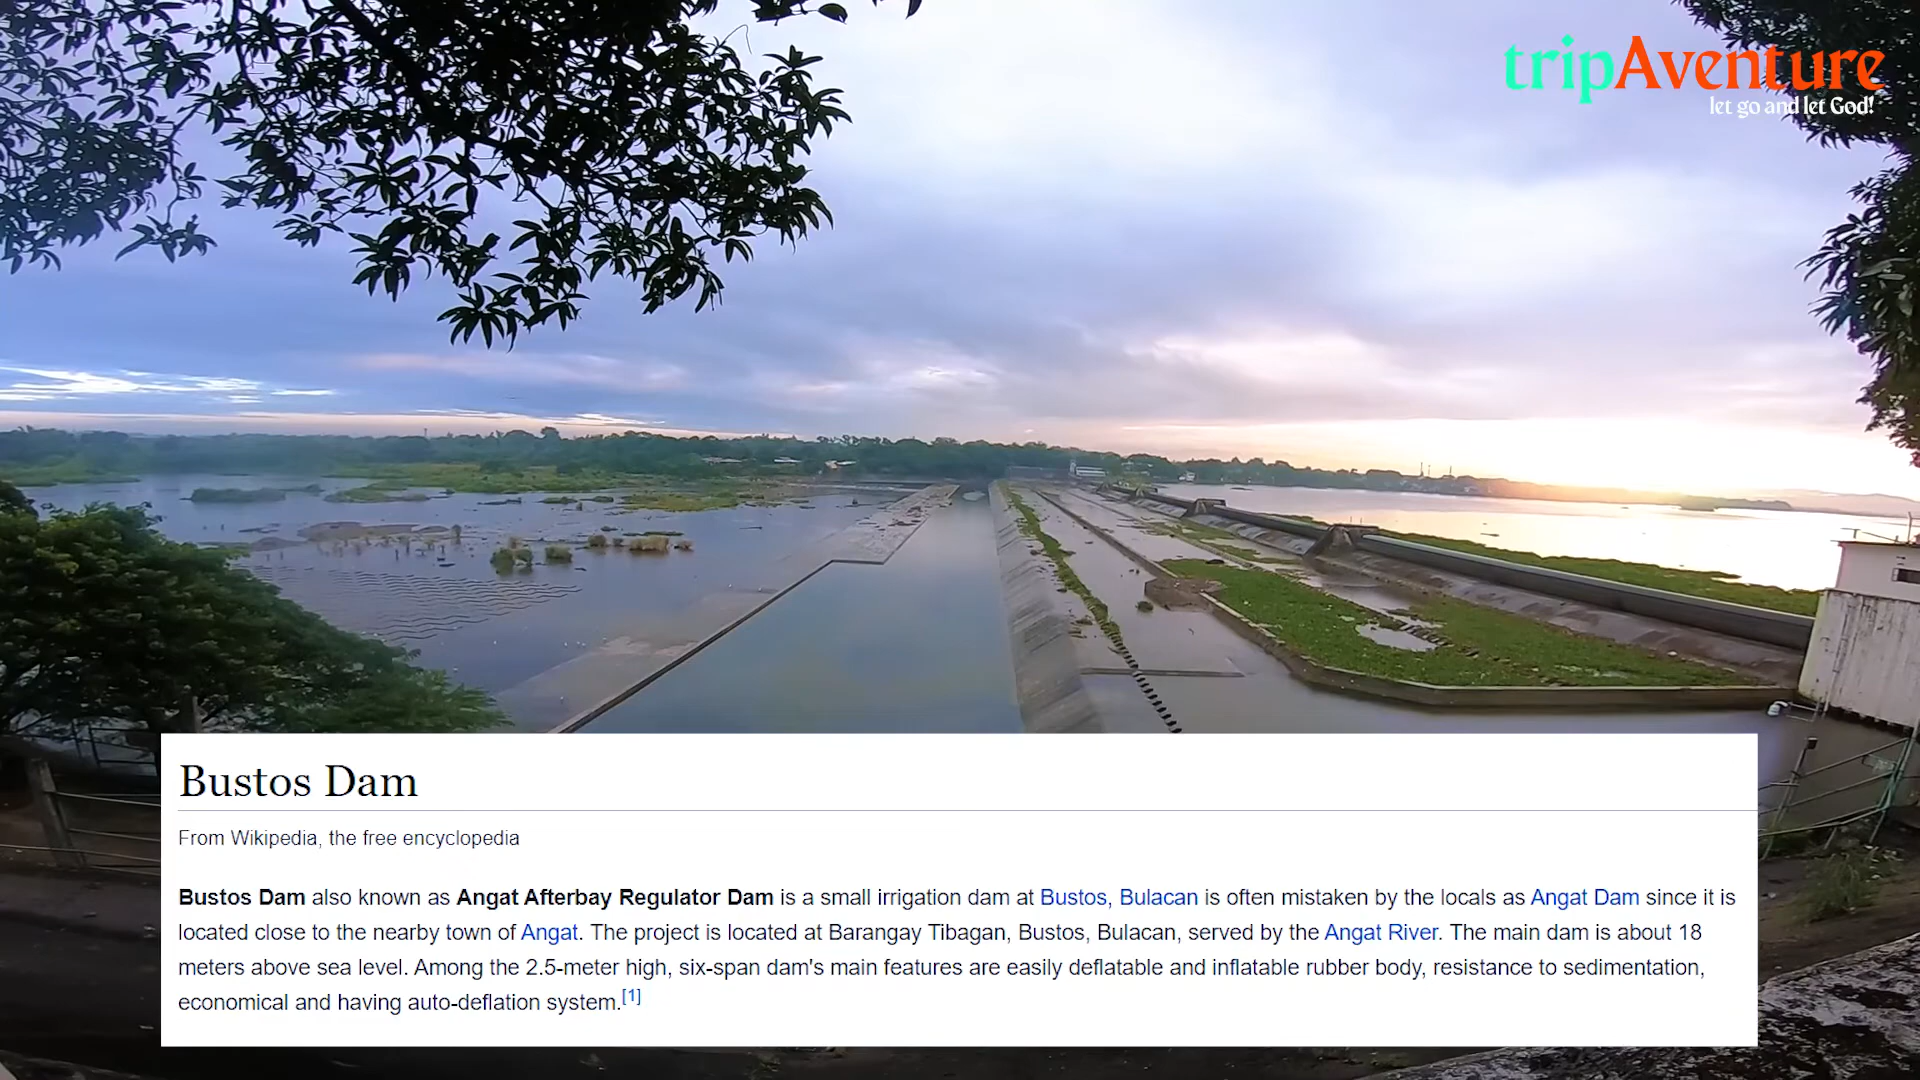 tripAventure
let go and let God!
Bustos Dam
From Wikipedia, the free encyclopedia
Bustos Dam also known as Angat Afterbay Regulator Dam is a small irrigation dam at Bustos, Bulacan is often mistaken by the locals as Angat Dam since it is
located close to the nearby town of Angat. The project is located at Barangay Tibagan, Bustos, Bulacan, served by the Angat River. The main dam is about 18
meters above sea level. Among the 2.5-meter high, six-span dam's main features are easily deflatable and inflatable rubber body, resistance to sedimentation,
economical and having auto-deflation system.[1]